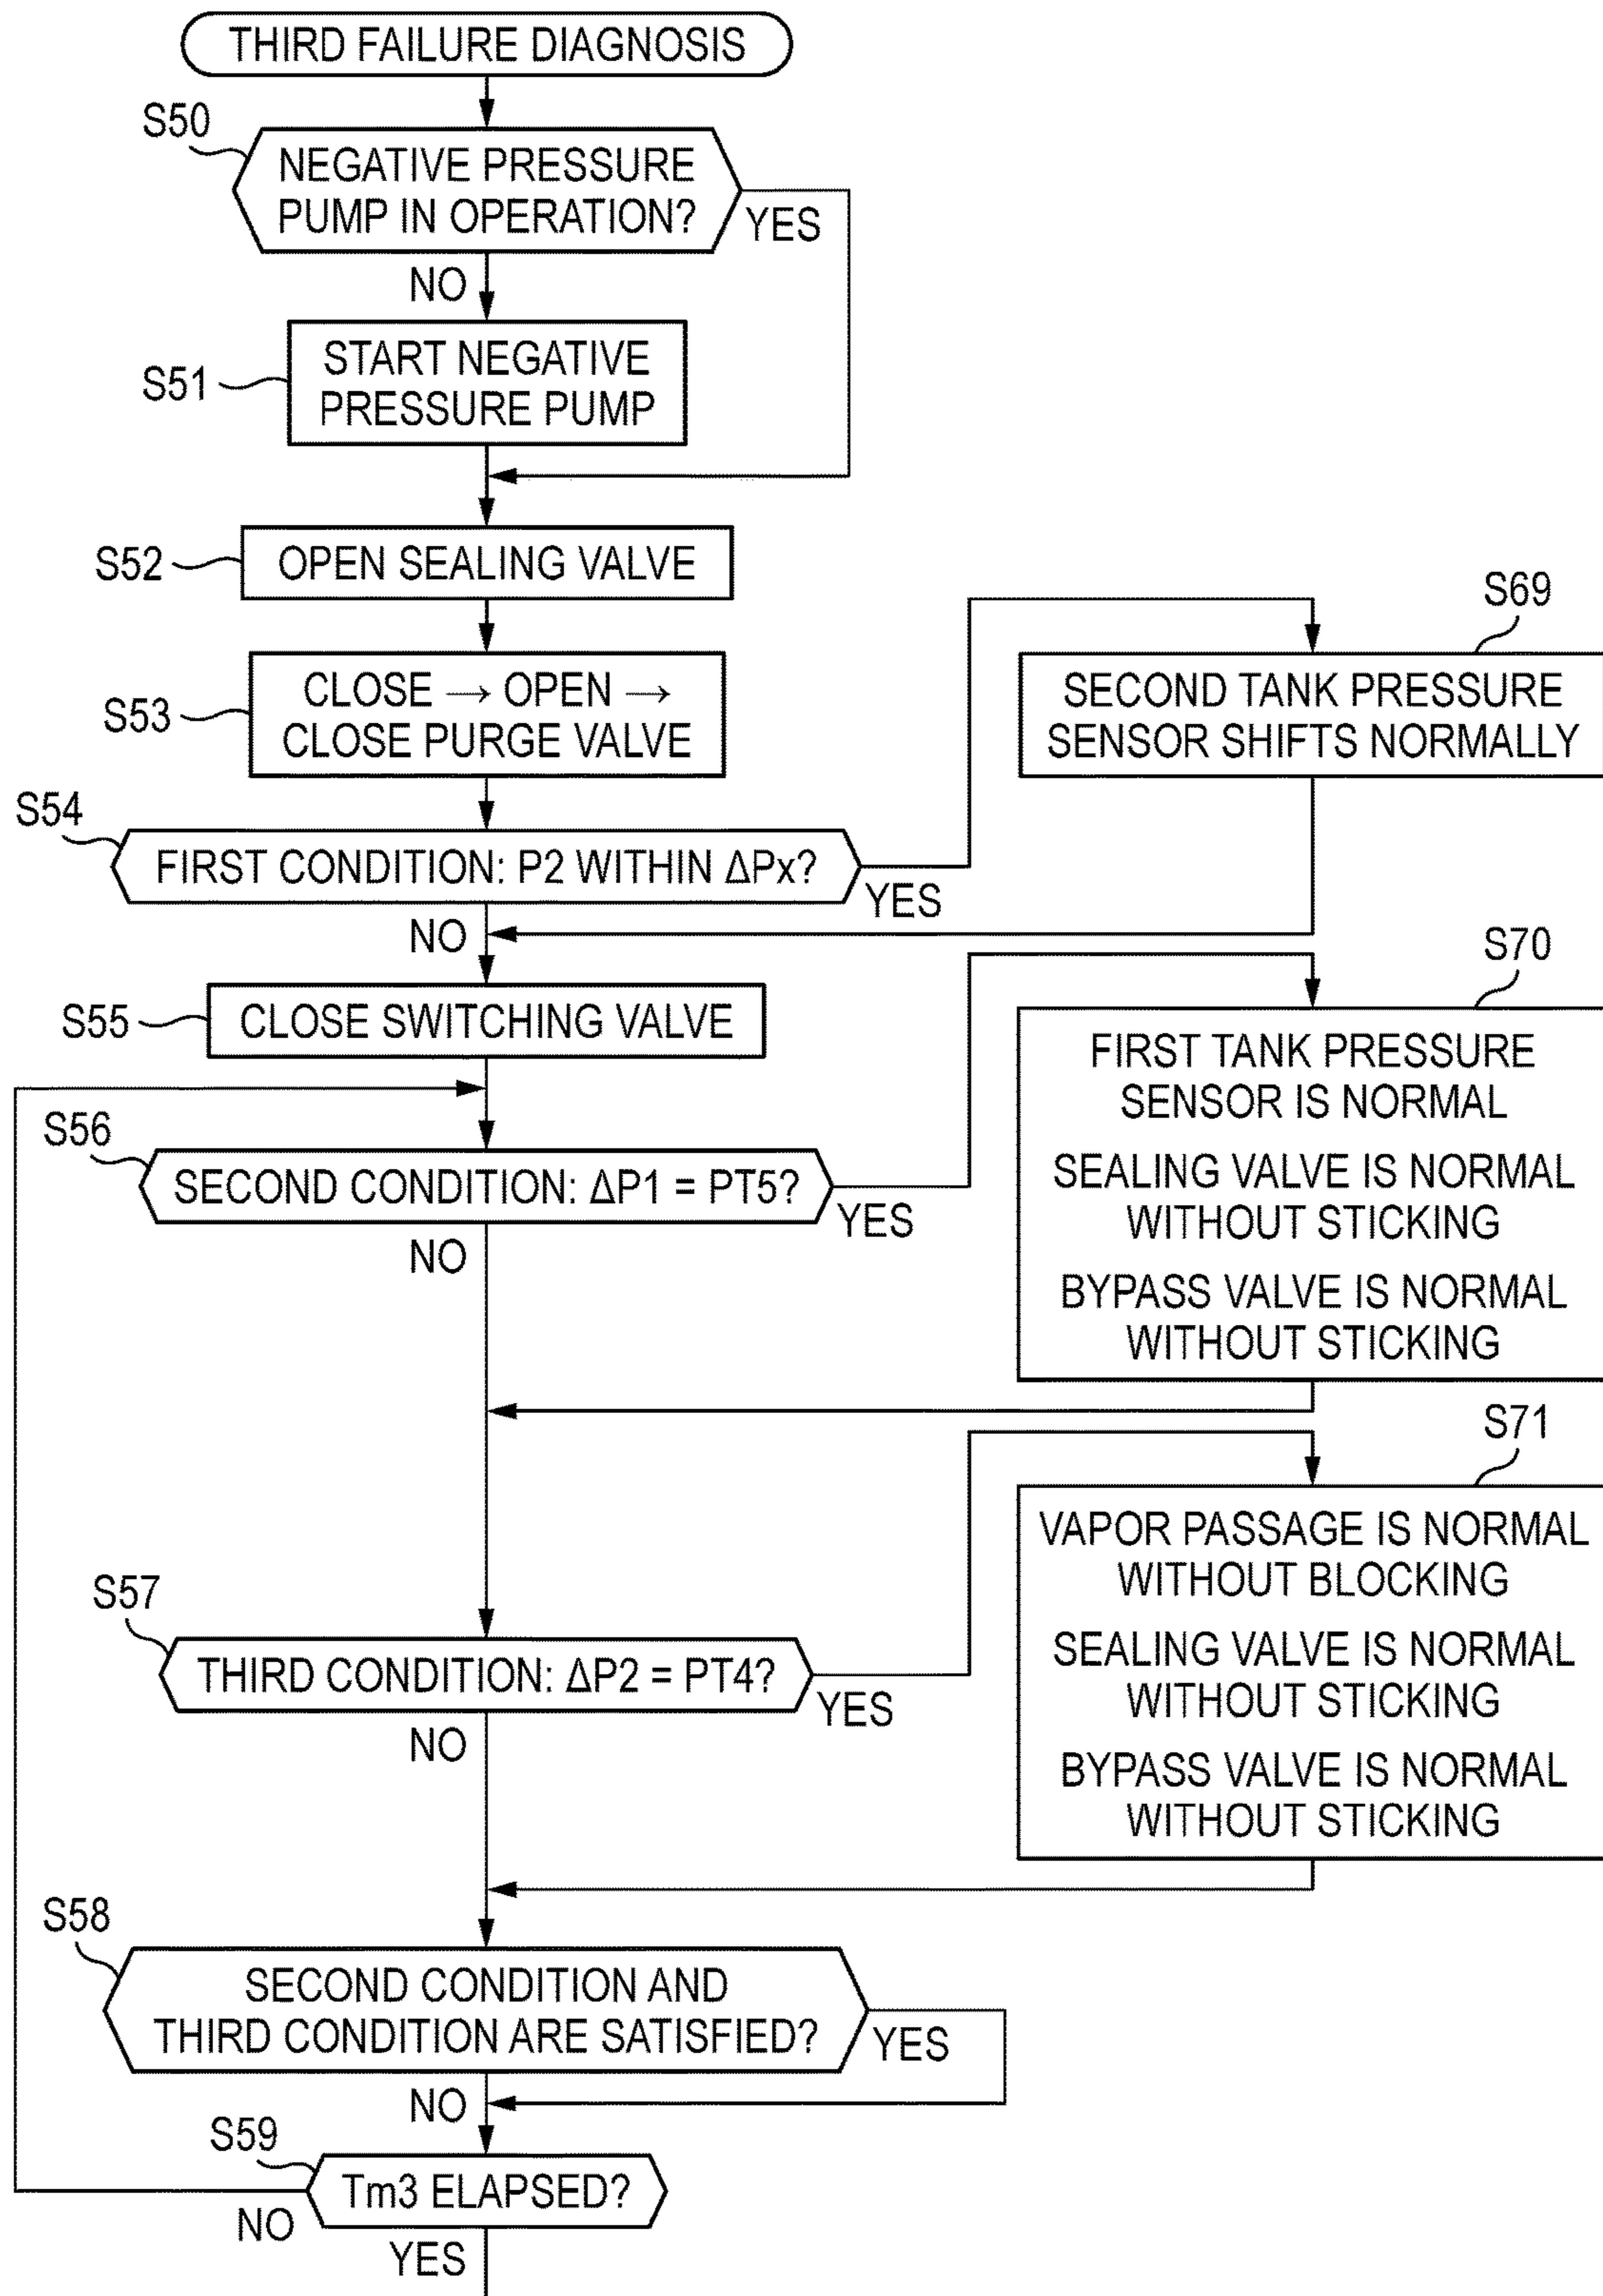 THIRD FAILURE DIAGNOSIS
S50
NEGATIVE PRESSURE
PUMP IN OPERATION?
YES
NO
S51
START NEGATIVE
PRESSURE PUMP
S52
OPEN SEALING VALVE
S53
CLOSE → OPEN →
CLOSE PURGE VALVE
S69
SECOND TANK PRESSURE
SENSOR SHIFTS NORMALLY
S54
FIRST CONDITION: P2 WITHIN ΔPx?
YES
NO
S55
CLOSE SWITCHING VALVE
S70
FIRST TANK PRESSURE
SENSOR IS NORMAL
SEALING VALVE IS NORMAL
WITHOUT STICKING
BYPASS VALVE IS NORMAL
WITHOUT STICKING
S56
SECOND CONDITION: ΔP1 = PT5?
YES
NO
S71
VAPOR PASSAGE IS NORMAL
WITHOUT BLOCKING
SEALING VALVE IS NORMAL
WITHOUT STICKING
BYPASS VALVE IS NORMAL
WITHOUT STICKING
S57
THIRD CONDITION: ΔP2 = PT4?
YES
NO
S58
SECOND CONDITION AND
THIRD CONDITION ARE SATISFIED?
YES
NO
S59
Tm3 ELAPSED?
NO
YES